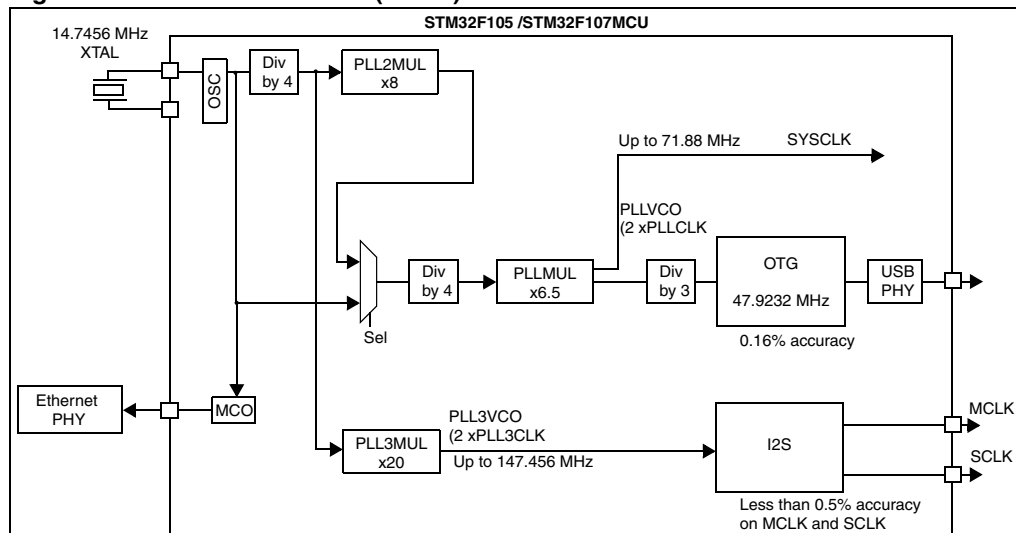 STM32F105 /STM32F107MCU
14.7456 MHz
XTAL
OSC
Div
by 4
PLL2MUL
x8
Up to 71.88 MHz
SYSCLK
PLLVCO
(2 xPLLCLK
Div
by 4
PLLMUL
x6.5
Div
by 3
OTG
47.9232 MHz
USB
PHY
Sel
0.16% accuracy
Ethernet
PHY
MCO
PLL3MUL
x20
PLL3VCO
(2 xPLL3CLK
Up to 147.456 MHz
I2S
MCLK
SCLK
Less than 0.5% accuracy
on MCLK and SCLK